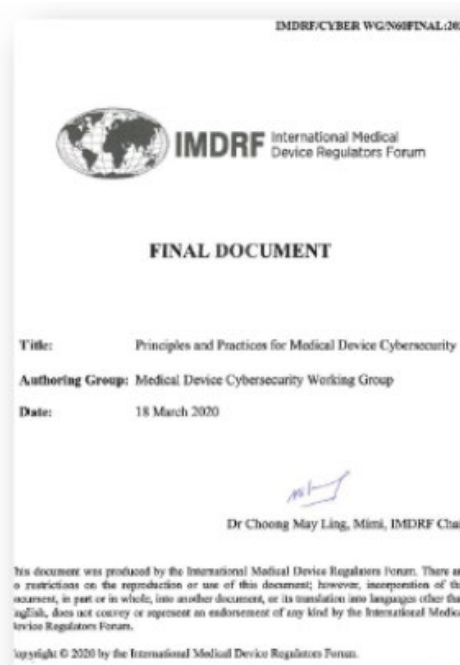 IMDRF/CYBER WG/N60FINAL:202
IMDRF International Medical
Device Regulators Forum
FINAL DOCUMENT
Title: Principles and Practices for Medical Device Cybersecurity
Authoring Group: Medical Device Cybersecurity Working Group
Date: 18 March 2020
Dr Choong May Ling, Mimi, IMDRF Chai
his document was produced by the International Medical Device Regulators Forum. There ar
o restrictions on the reproduction or use of this document; however, incorporation of thi
ocument, in part or in whole, into another document, or its translation into languages other tha
nglish, does not convey or represent an endorsement of any kind by the International Medica
evice Regulators Forum.
opyright © 2020 by the International Medical Device Regulators Forum.